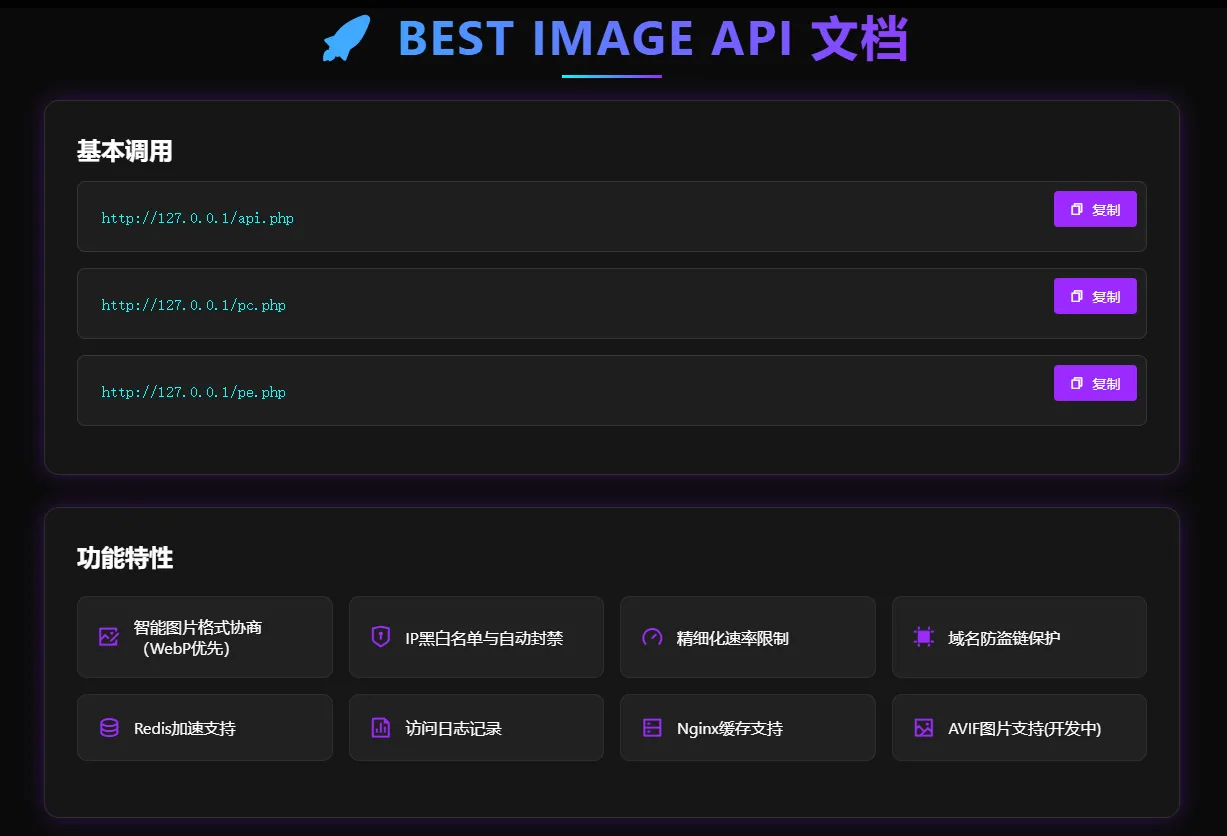 BEST IMAGE API 文档
基本调用
http://127.0.0.1/api.php
复制
http://127.0.0.1/pc.php
复制
http://127.0.0.1/pe.php
复制
功能特性
智能图片格式协商
（WebP优先）
IP黑白名单与自动封禁
精细化速率限制
域名防盗链保护
Redis加速支持
访问日志记录
Nginx缓存支持
AVIF图片支持(开发中)